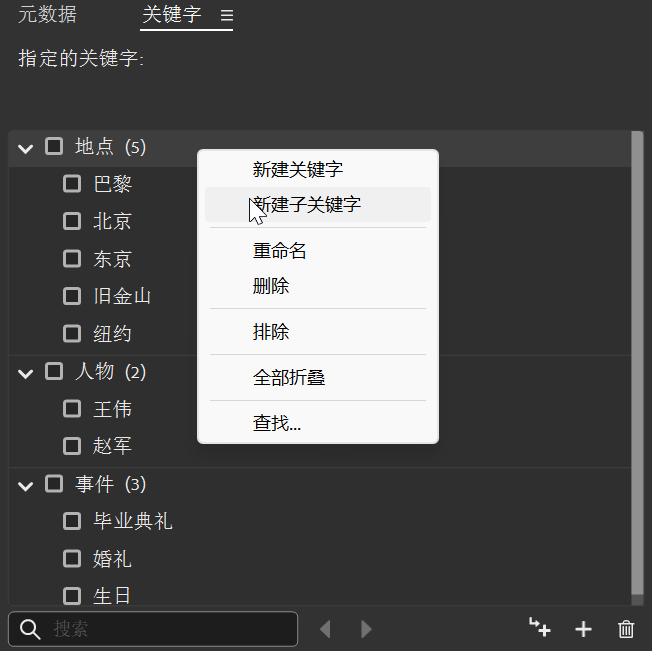 元数据 关键字
指定的关键字:
地点 (5)
巴黎
北京
东京
旧金山
纽约
人物 (2)
王伟
赵军
事件 (3)
毕业典礼
婚礼
生日
新建关键字
新建子关键字
重命名
删除
排除
全部折叠
查找...
搜索